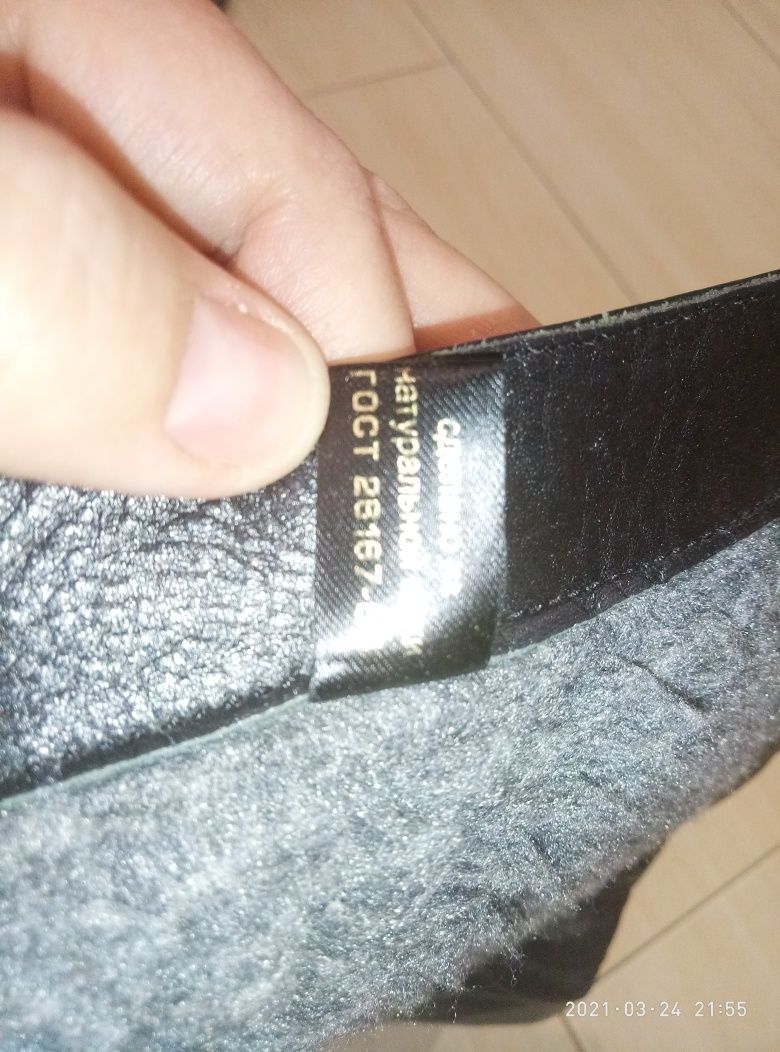 сделано из
натуральной
ГОСТ 28167-
2021·03·24 21:55